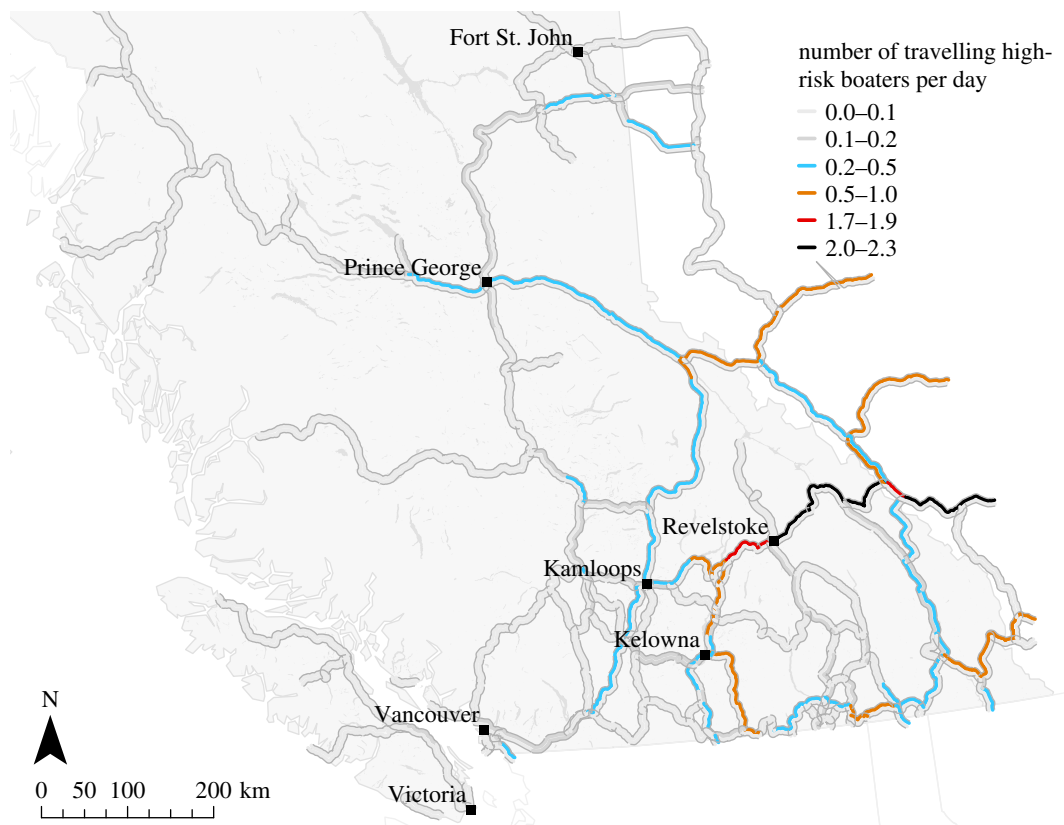 Fort St. John
number of travelling high-
risk boaters per day
0.0–0.1
0.1–0.2
0.2–0.5
0.5–1.0
1.7–1.9
2.0–2.3
Prince George
Revelstoke
Kamloops
Kelowna
N
Vancouver
0 50 100 200 km
Victoria